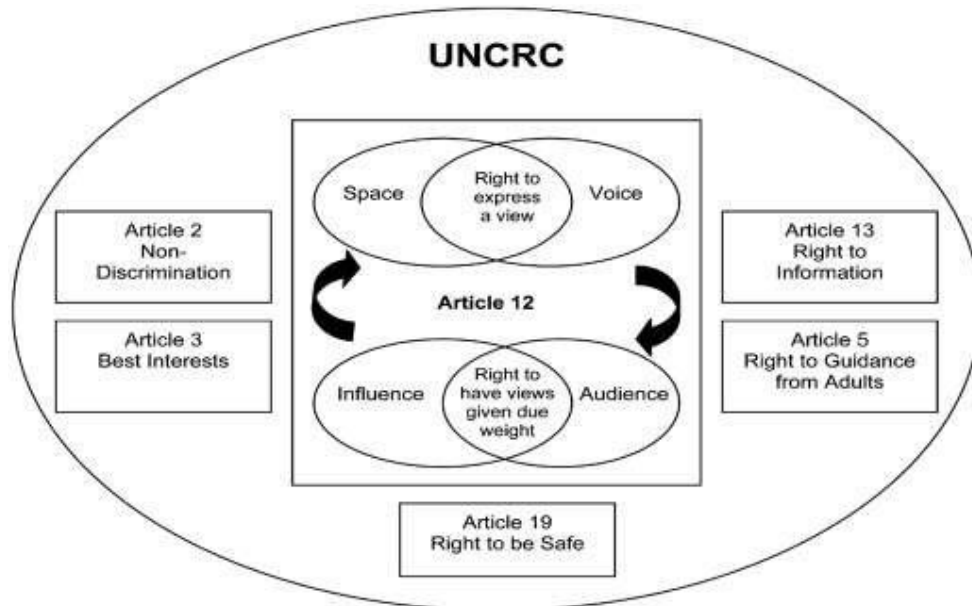 UNCRC
Space
Right to
express
a view
Voice
Article 2
Non-
Discrimination
Article 13
Right to
Information
Article 12
Article 3
Best Interests
Article 5
Right to Guidance
from Adults
Influence
Right to
have views
given due
weight
Audience
Article 19
Right to be Safe